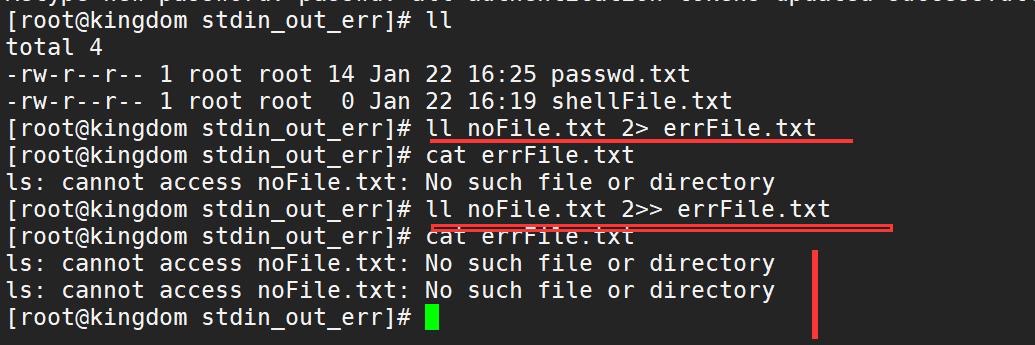 [root@kingdom stdin_out_err]# ll
total 4
-rw-r--r-- 1 root root 14 Jan 22 16:25 passwd.txt
-rw-r--r-- 1 root root  0 Jan 22 16:19 shellFile.txt
[root@kingdom stdin_out_err]# ll noFile.txt 2> errFile.txt
[root@kingdom stdin_out_err]# cat errFile.txt
ls: cannot access noFile.txt: No such file or directory
[root@kingdom stdin_out_err]# ll noFile.txt 2>> errFile.txt
[root@kingdom stdin_out_err]# cat errFile.txt
ls: cannot access noFile.txt: No such file or directory
ls: cannot access noFile.txt: No such file or directory
[root@kingdom stdin_out_err]#